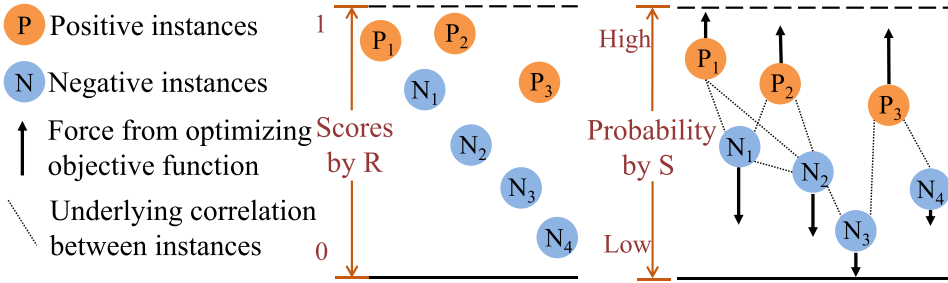 P Positive instances
N Negative instances
Force from optimizing
objective function
Underlying correlation
between instances
1
Scores
by R
0
P1
P2
P3
N1
N2
N3
N4
High
Probability
by S
Low
P1
P2
P3
N1
N2
N3
N4